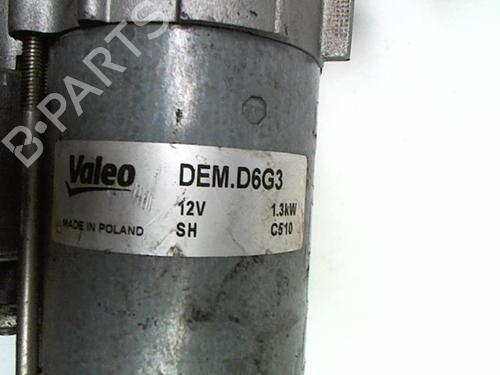 B-PARTS
Valeo DEM.D6G3
12V 1.3kW
MADE IN POLAND SH C510